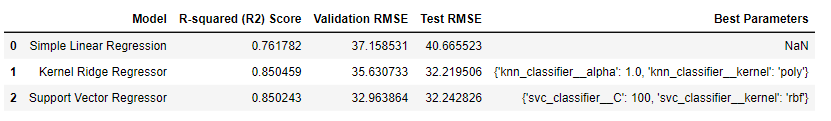 Model R-squared (R2) Score Validation RMSE Test RMSE Best Parameters
0 Simple Linear Regression 0.761782 37.158531 40.665523 NaN
1 Kernel Ridge Regressor 0.850459 35.630733 32.219506 {'knn_classifier__alpha': 1.0, 'knn_classifier__kernel': 'poly'}
2 Support Vector Regressor 0.850243 32.963864 32.242826 {'svc_classifier__C': 100, 'svc_classifier__kernel': 'rbf'}